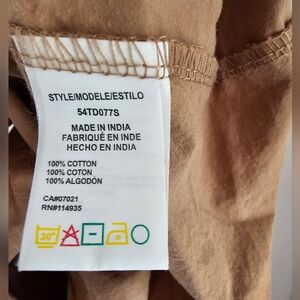 STYLE/MODELE/ESTILO
54TD077S
MADE IN INDIA
FABRIQUÉ EN INDE
HECHO EN INDIA
100% COTTON
100% COTON
100% ALGODÓN
CA#07021
RN#114935
30°